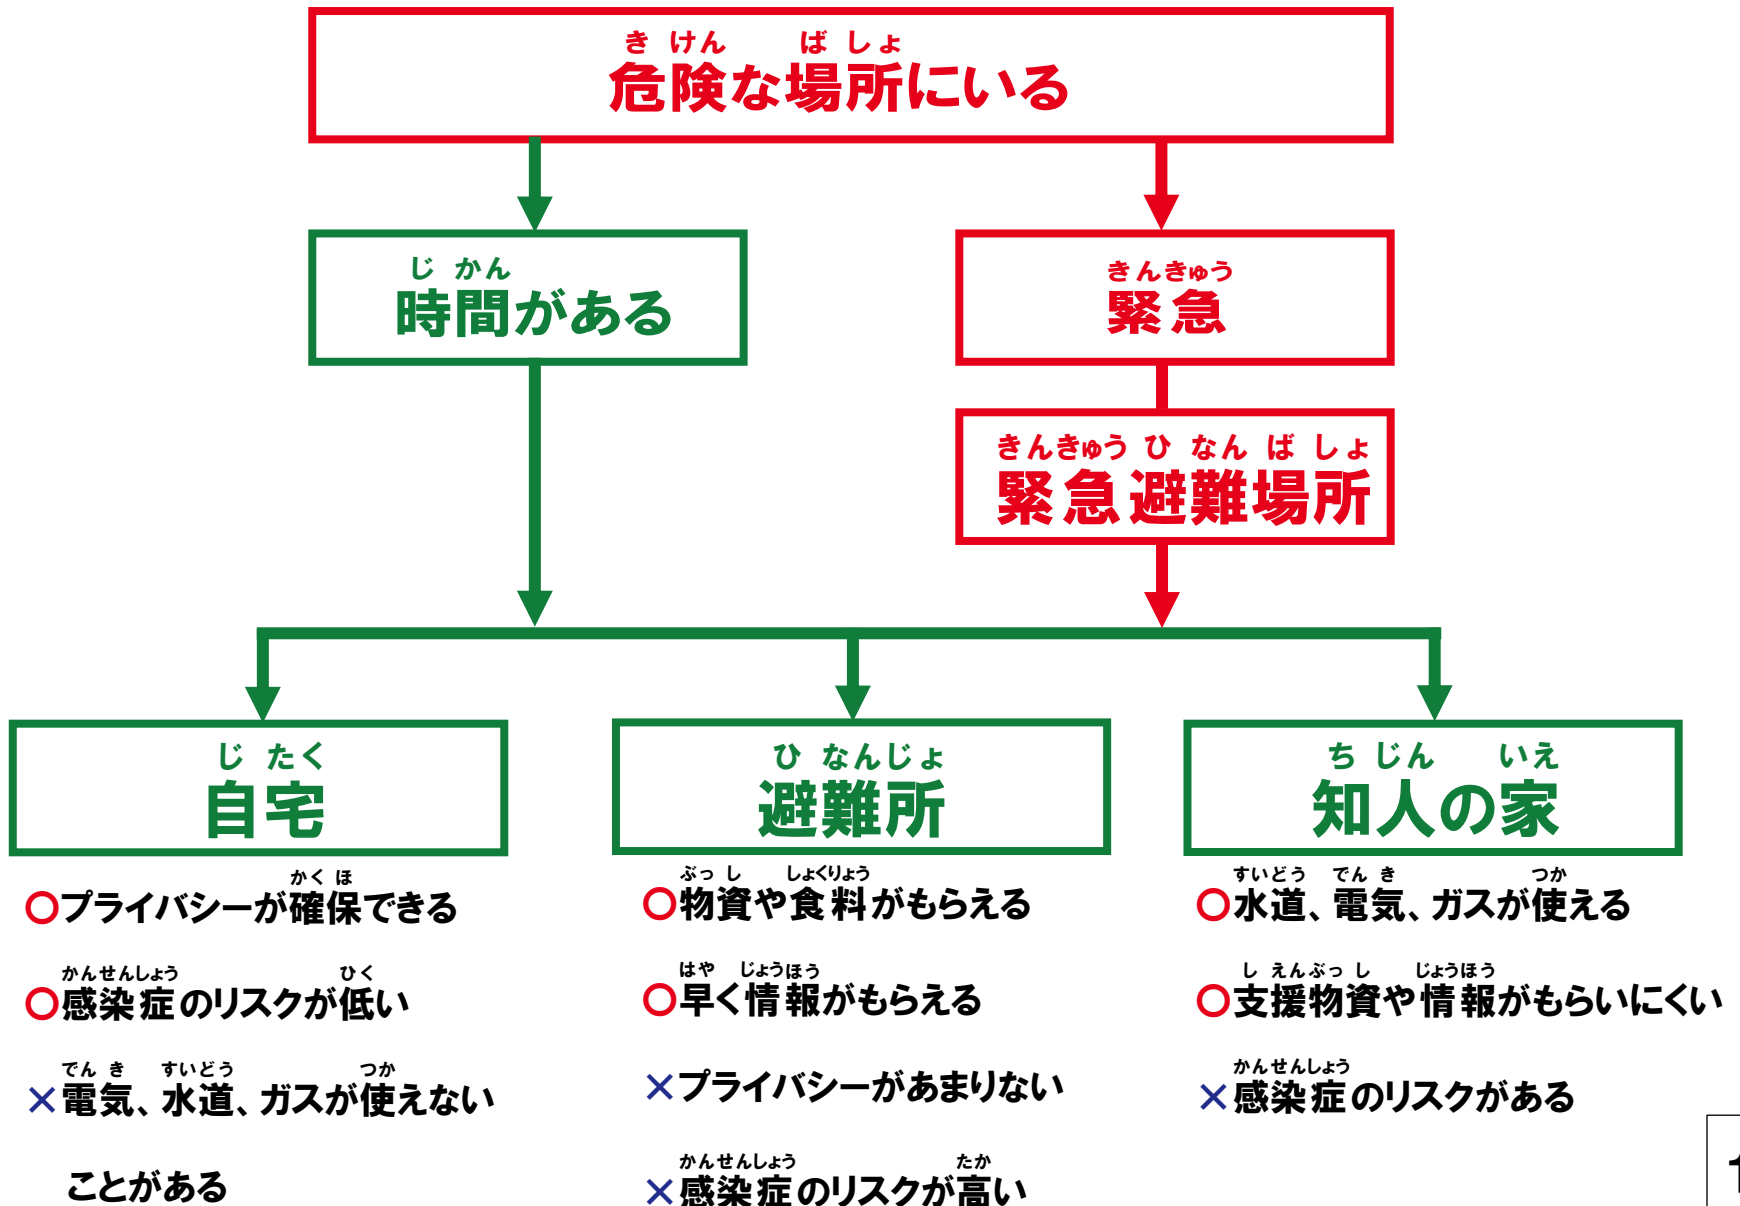 き けん ば しょ
危険な場所にいる
じ かん
時間がある
きんきゅう
緊急
きんきゅう ひ なん ば しょ
緊急避難場所
じ たく
自宅
かく ほ
○プライバシーが確保できる
かんせんしょう ひく
○感染症のリスクが低い
でん き すいどう つか
×電気、水道、ガスが使えない
ことがある
ひ なんじょ
避難所
ぶっ し しょくりょう
○物資や食料がもらえる
はや じょうほう
○早く情報がもらえる
×プライバシーがあまりない
かんせんしょう たか
×感染症のリスクが高い
ち じん いえ
知人の家
すいどう でん き つか
○水道、電気、ガスが使える
し えんぶっ し じょうほう
○支援物資や情報がもらいにくい
かんせんしょう
×感染症のリスクがある